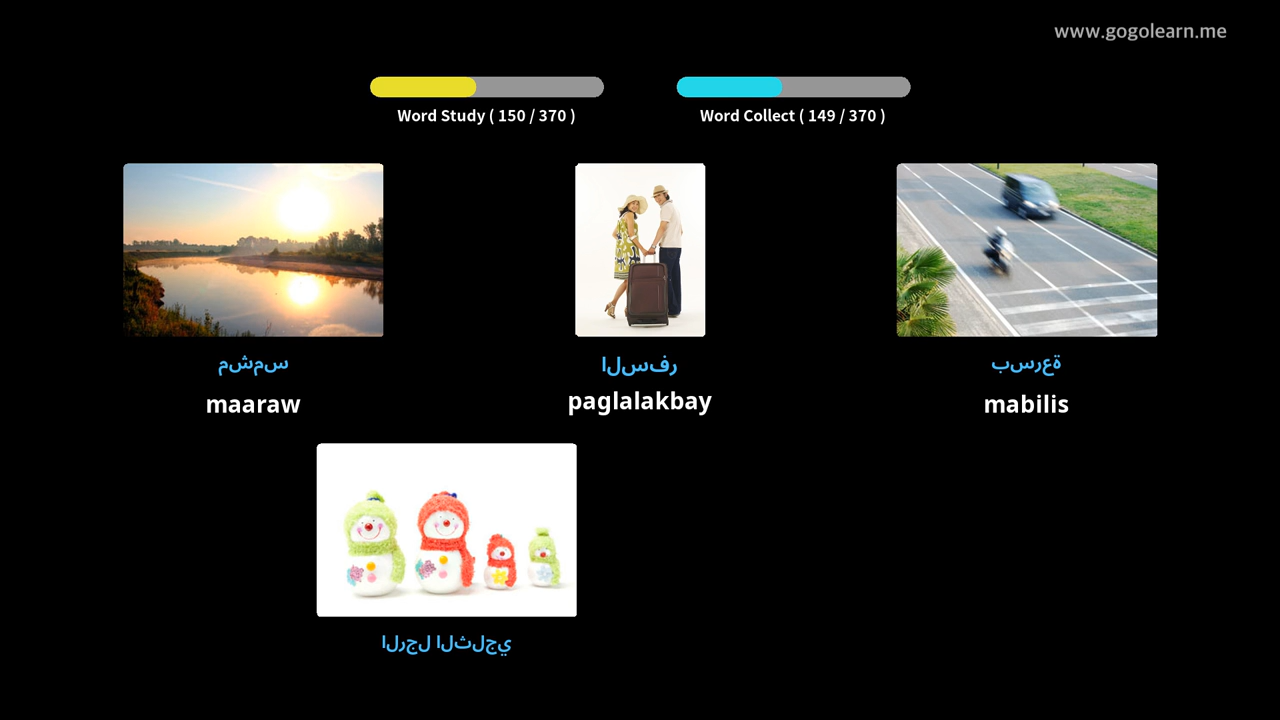 www.gogolearn.me
Word Study ( 150 / 370 )
Word Collect ( 149 / 370 )
مشمس
السفر
بسرعة
maaraw
paglalakbay
mabilis
الرجل الثلجي